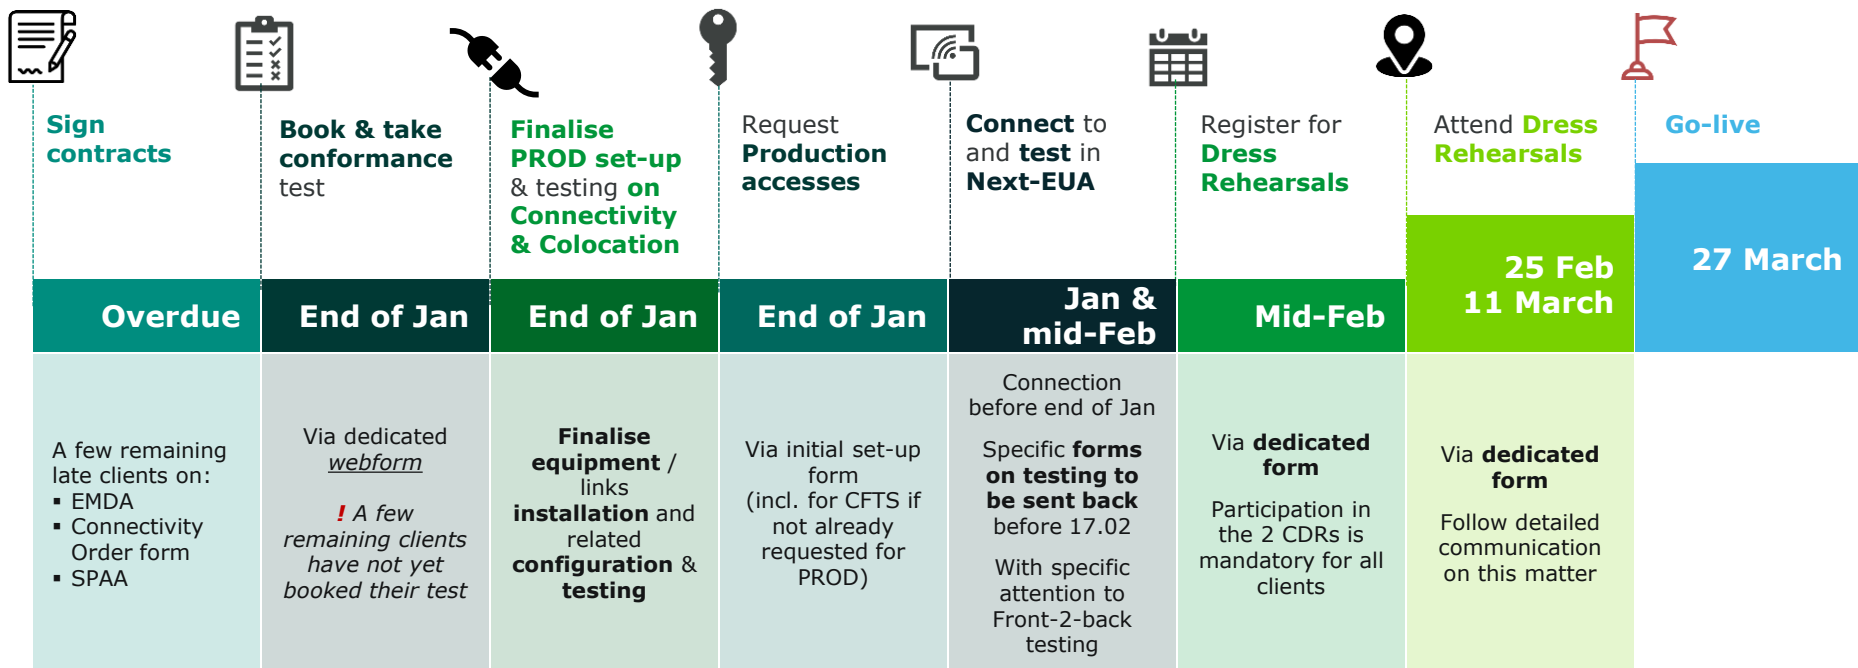 Sign
contracts
Book & take
conformance
test
Finalise
PROD set-up
& testing on
Connectivity
& Colocation
Request
Production
accesses
Connect to
and test in
Next-EUA
Register for
Dress
Rehearsals
Attend Dress
Rehearsals
Go-live
Overdue
End of Jan
End of Jan
End of Jan
Jan &
mid-Feb
Mid-Feb
25 Feb
11 March
27 March
A few remaining
late clients on:
▪ EMDA
▪ Connectivity
Order form
▪ SPAA
Via dedicated
webform
! A few
remaining clients
have not yet
booked their test
Finalise
equipment /
links
installation and
related
configuration &
testing
Via initial set-up
form
(incl. for CFTS if
not already
requested for
PROD)
Connection
before end of Jan
Specific forms
on testing to
be sent back
before 17.02
With specific
attention to
Front-2-back
testing
Via dedicated
form
Participation in
the 2 CDRs is
mandatory for all
clients
Via dedicated
form
Follow detailed
communication
on this matter